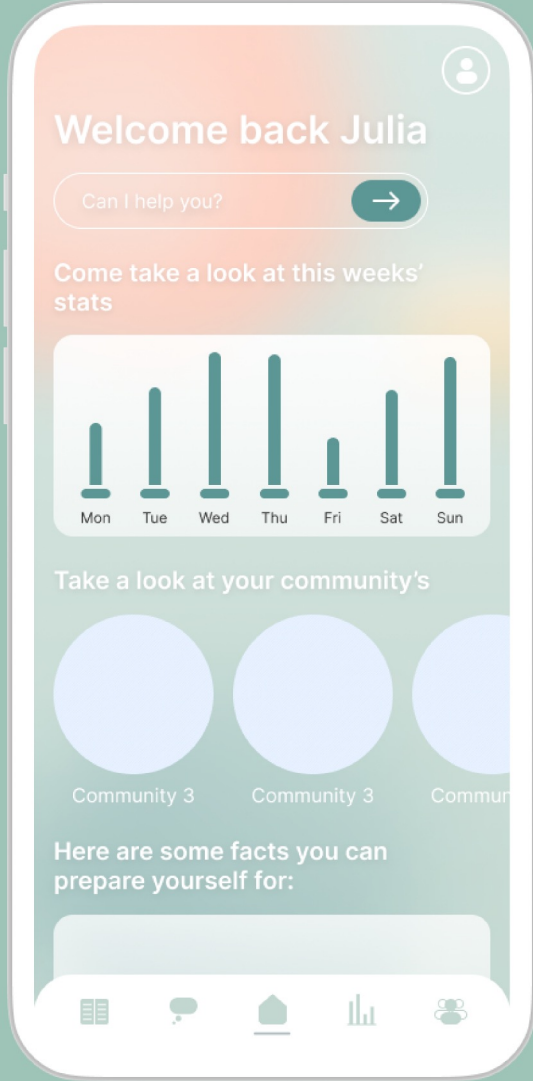 Welcome back Julia
Can I help you?
Come take a look at this weeks’
stats
Mon Tue Wed Thu Fri Sat Sun
Take a look at your community’s
Community 3 Community 3 Commun
Here are some facts you can
prepare yourself for: